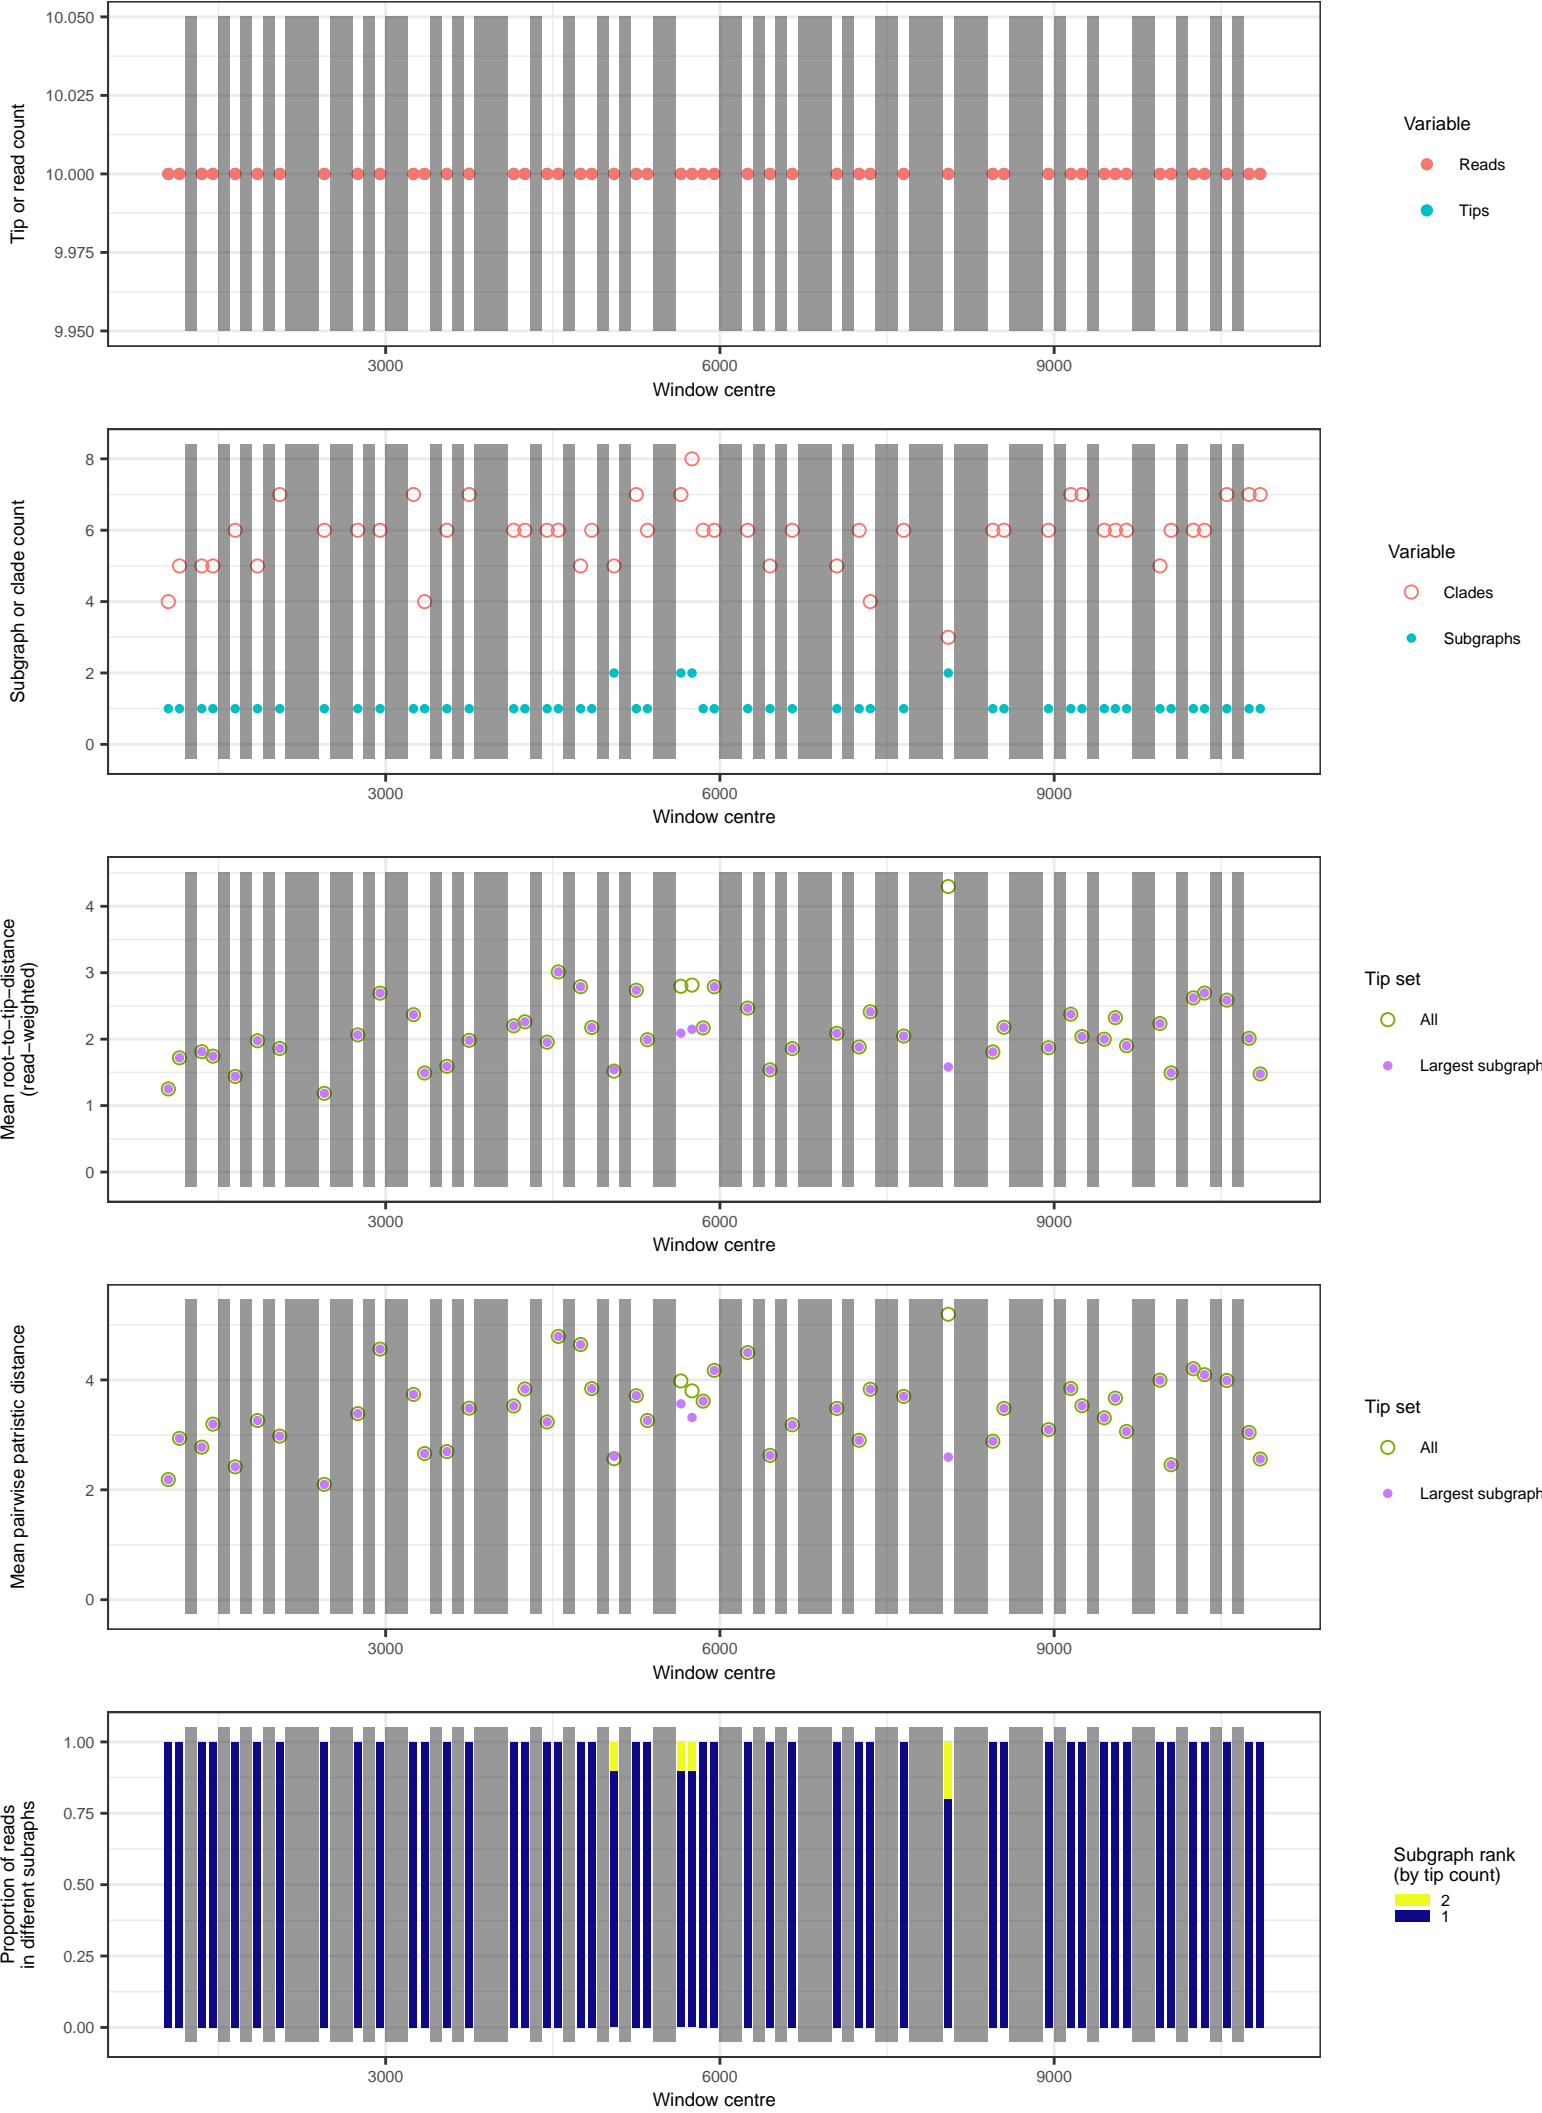 10.050
10.025
10.000
9.975
9.950
Tip or read count
3000 6000 9000
Window centre
Variable
Reads
Tips
8
6
4
2
0
Subgraph or clade count
3000 6000 9000
Window centre
Variable
Clades
Subgraphs
4
3
2
1
0
Mean root−to−tip−distance
(read−weighted)
3000 6000 9000
Window centre
Tip set
All
Largest subgraph
4
2
0
Mean pairwise patristic distance
3000 6000 9000
Window centre
Tip set
All
Largest subgraph
1.00
0.75
0.50
0.25
0.00
Proportion of reads
in different subraphs
3000 6000 9000
Window centre
Subgraph rank
(by tip count)
2
1